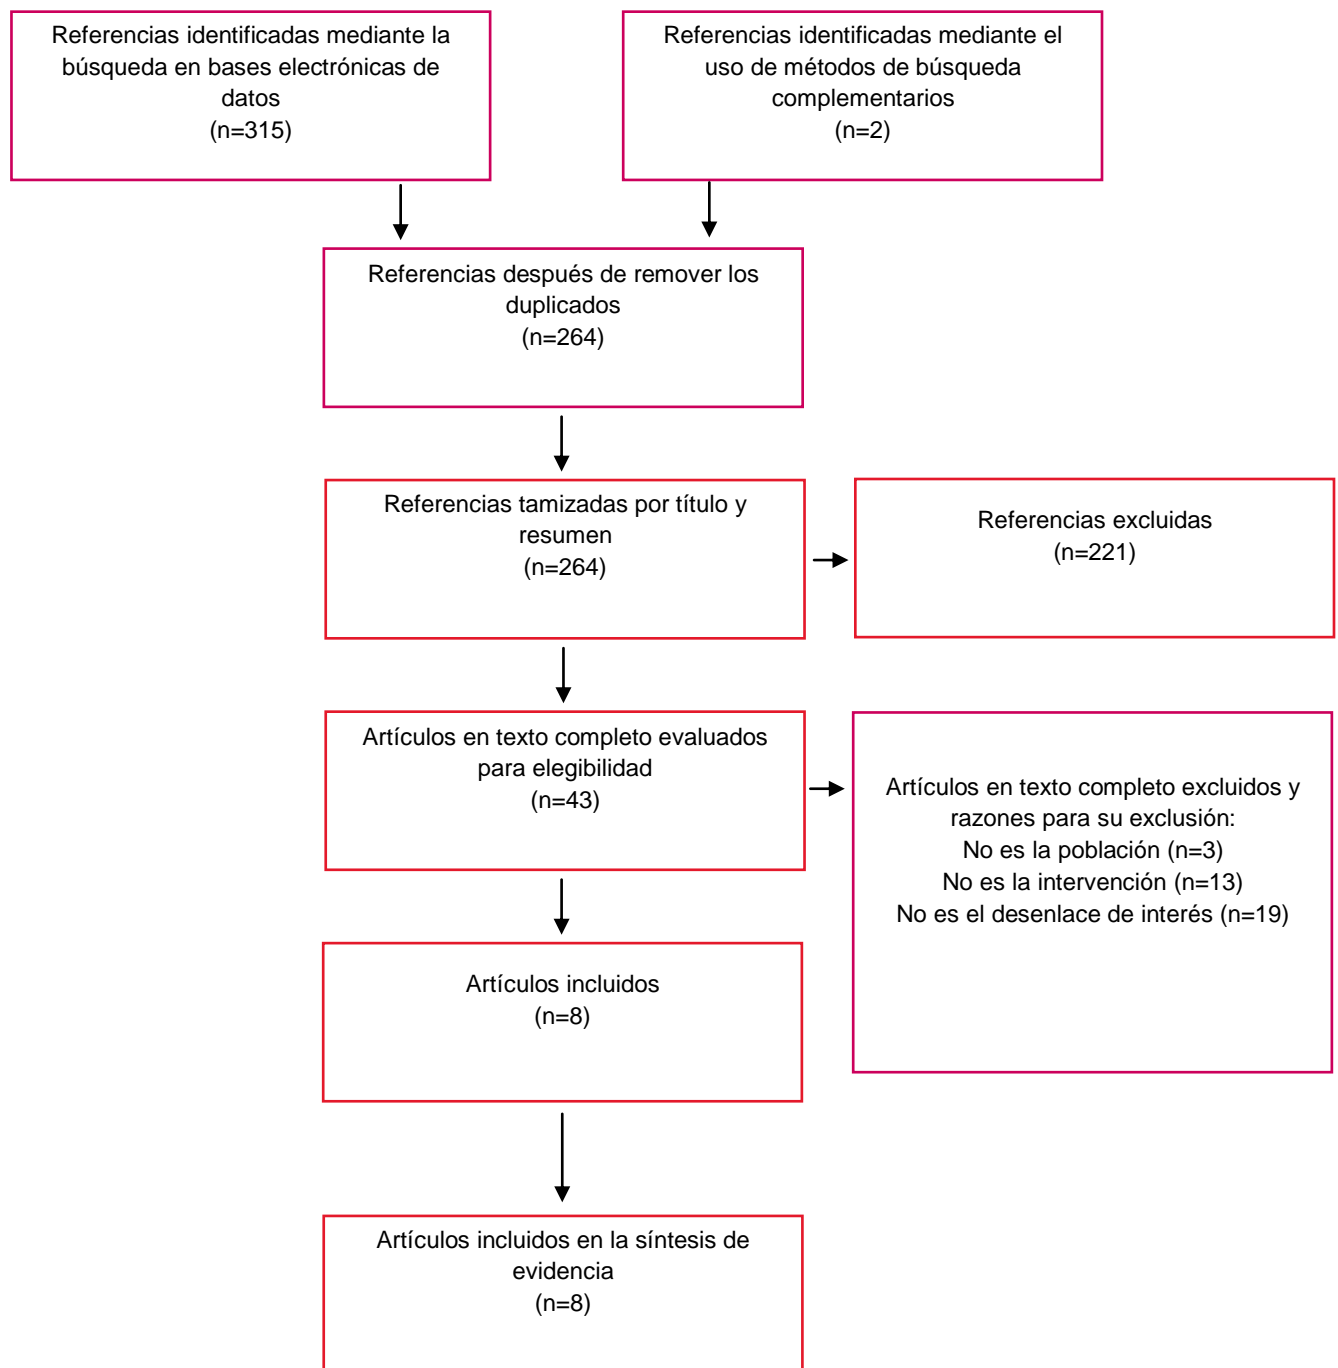 Referencias identificadas mediante la
búsqueda en bases electrónicas de
datos
(n=315)
Referencias identificadas mediante el
uso de métodos de búsqueda
complementarios
(n=2)
Referencias después de remover los
duplicados
(n=264)
Referencias tamizadas por título y
resumen
(n=264)
Referencias excluidas
(n=221)
Artículos en texto completo evaluados
para elegibilidad
(n=43)
Artículos en texto completo excluidos y
razones para su exclusión:
No es la población (n=3)
No es la intervención (n=13)
No es el desenlace de interés (n=19)
Artículos incluidos
(n=8)
Artículos incluidos en la síntesis de
evidencia
(n=8)